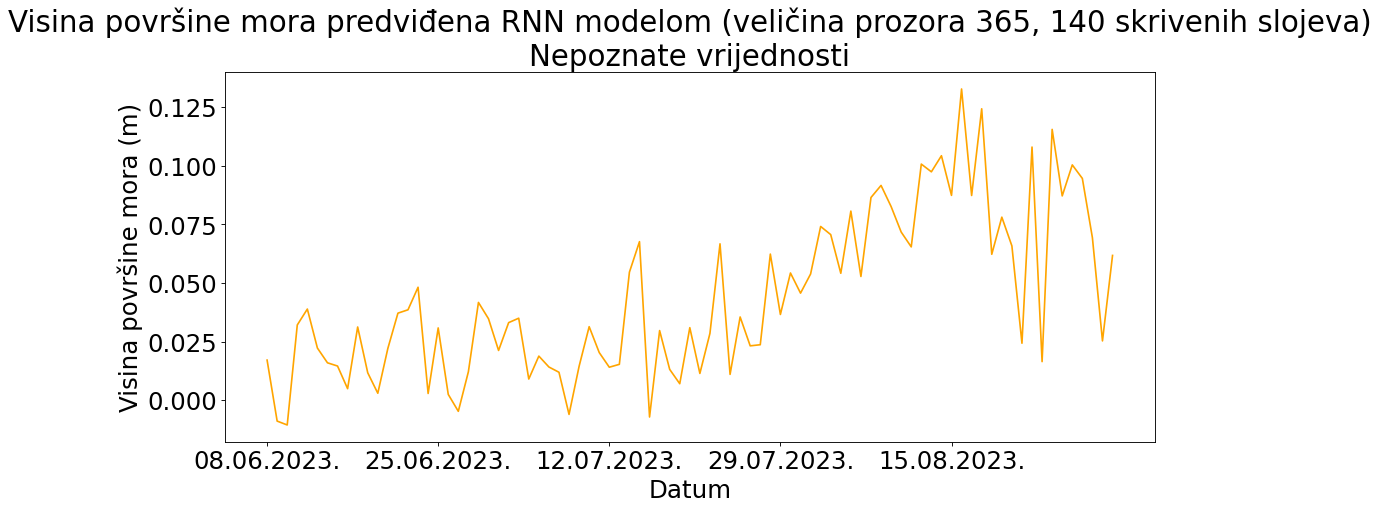 Visina površine mora predviđena RNN modelom (veličina prozora 365, 140 skrivenih slojeva)
Nepoznate vrijednosti
Visina površine mora (m)
0.125
0.100
0.075
0.050
0.025
0.000
08.06.2023. 25.06.2023. 12.07.2023. 29.07.2023. 15.08.2023.
Datum